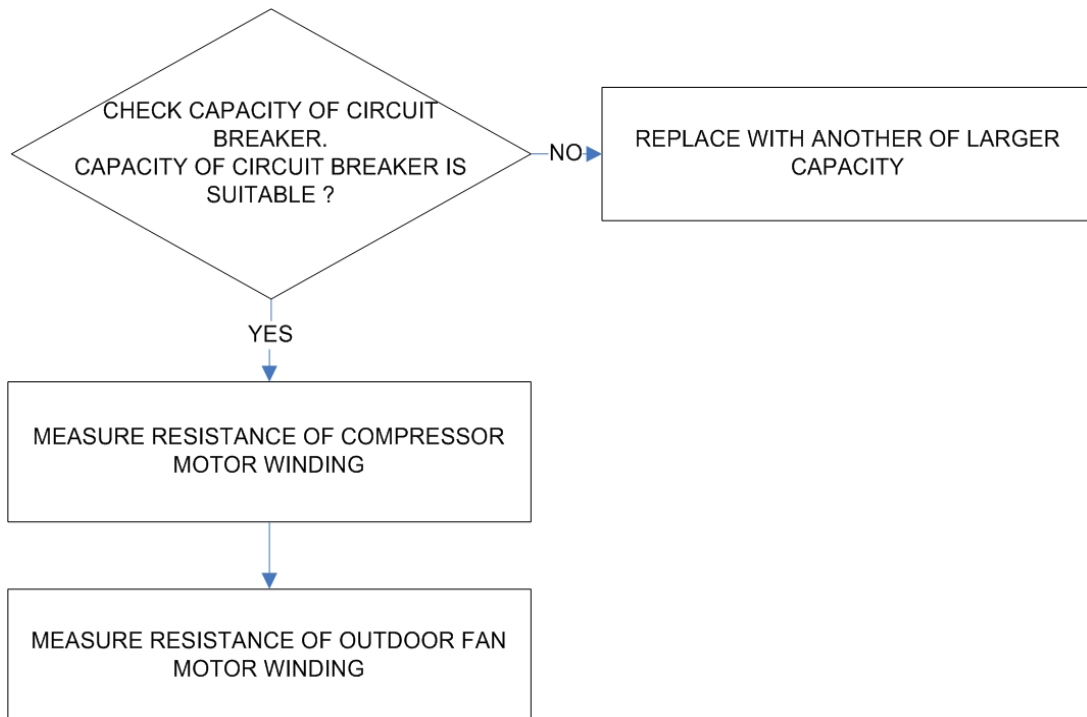 CHECK CAPACITY OF CIRCUIT
BREAKER.
CAPACITY OF CIRCUIT BREAKER IS
SUITABLE ?
NO
REPLACE WITH ANOTHER OF LARGER
CAPACITY
YES
MEASURE RESISTANCE OF COMPRESSOR
MOTOR WINDING
MEASURE RESISTANCE OF OUTDOOR FAN
MOTOR WINDING